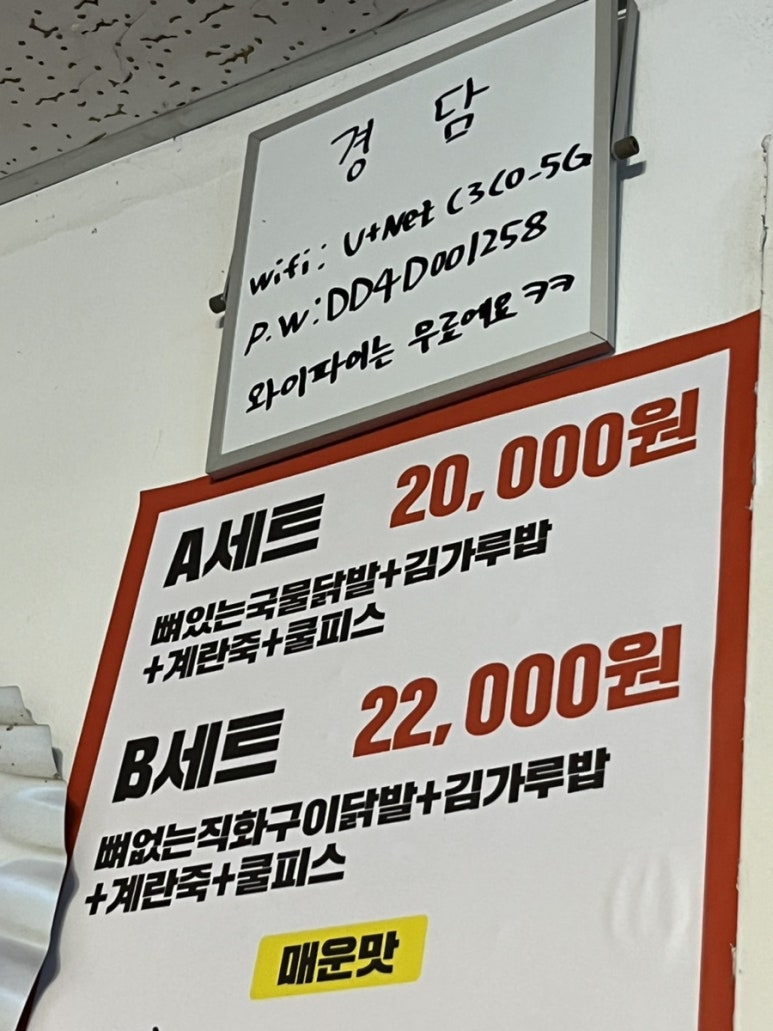 경 담
wifi : U+Net C3C0-5G
P.W : DD4D001258
와이파이는 무료예요 ㅋㅋ
A세트 20,000원
뼈있는국물닭발+김가루밥
+계란죽+쿨피스
B세트 22,000원
뼈없는직화구이닭발+김가루밥
+계란죽+쿨피스
매운맛